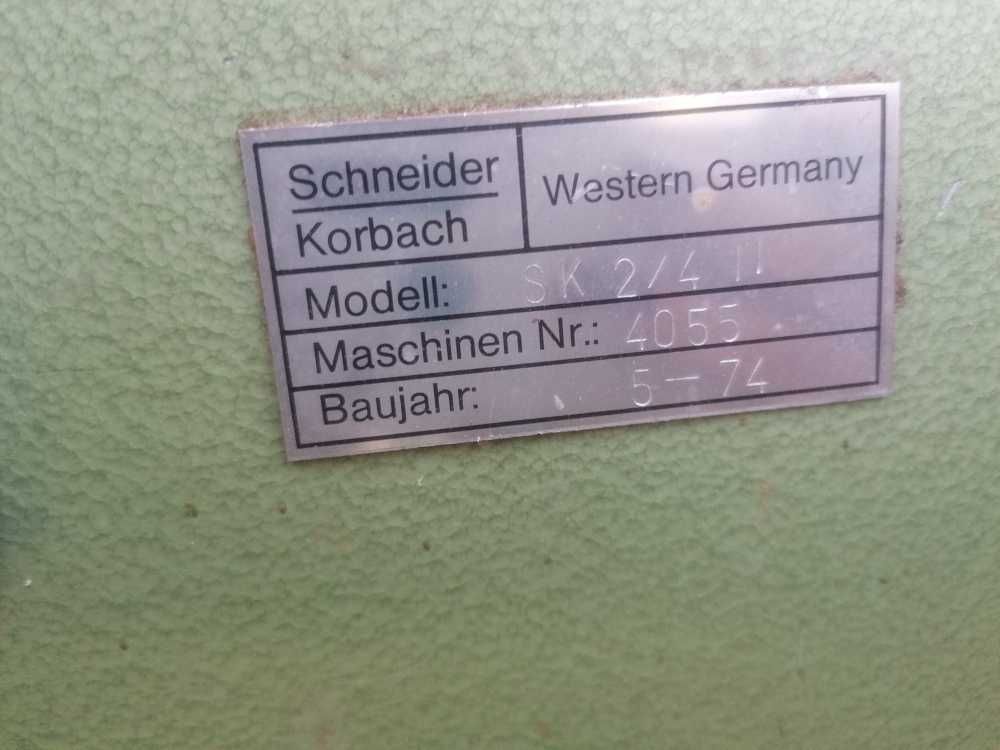 Schneider
Korbach
Western Germany
Modell: SK 2/4 II
Maschinen Nr.: 4055
Baujahr: 5-74